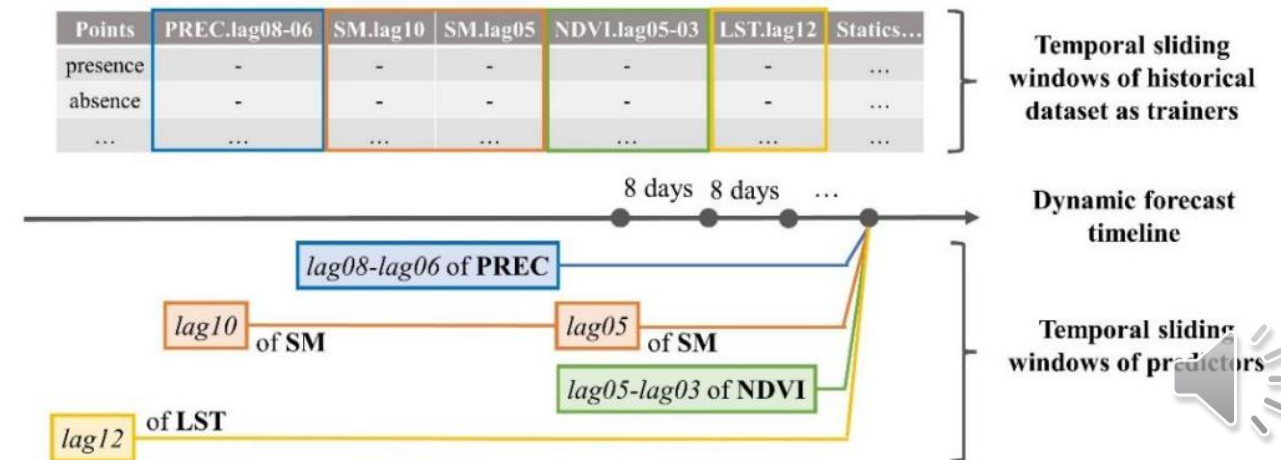 Points PREC.lag08-06 SM.lag10 SM.lag05 NDVI.lag05-03 LST.lag12 Statics...
presence - - - - - ...
absence - - - - - ...
... ... ... ... ... ... ...
Temporal sliding
windows of historical
dataset as trainers
8 days 8 days ...
Dynamic forecast
timeline
lag08-lag06 of PREC
lag10 of SM lag05 of SM
lag05-lag03 of NDVI
lag12 of LST
Temporal sliding
windows of predictors